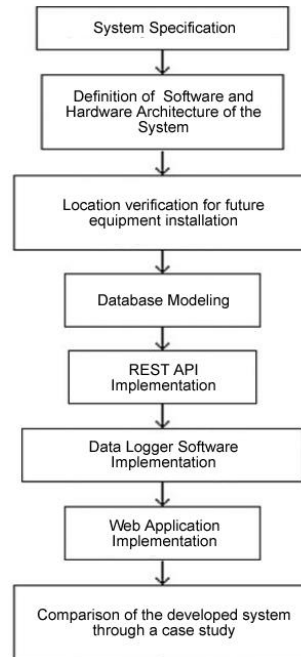 System Specification
Definition of Software and
Hardware Architecture of the
System
Location verification for future
equipment installation
Database Modeling
REST API
Implementation
Data Logger Software
Implementation
Web Application
Implementation
Comparison of the developed system
through a case study